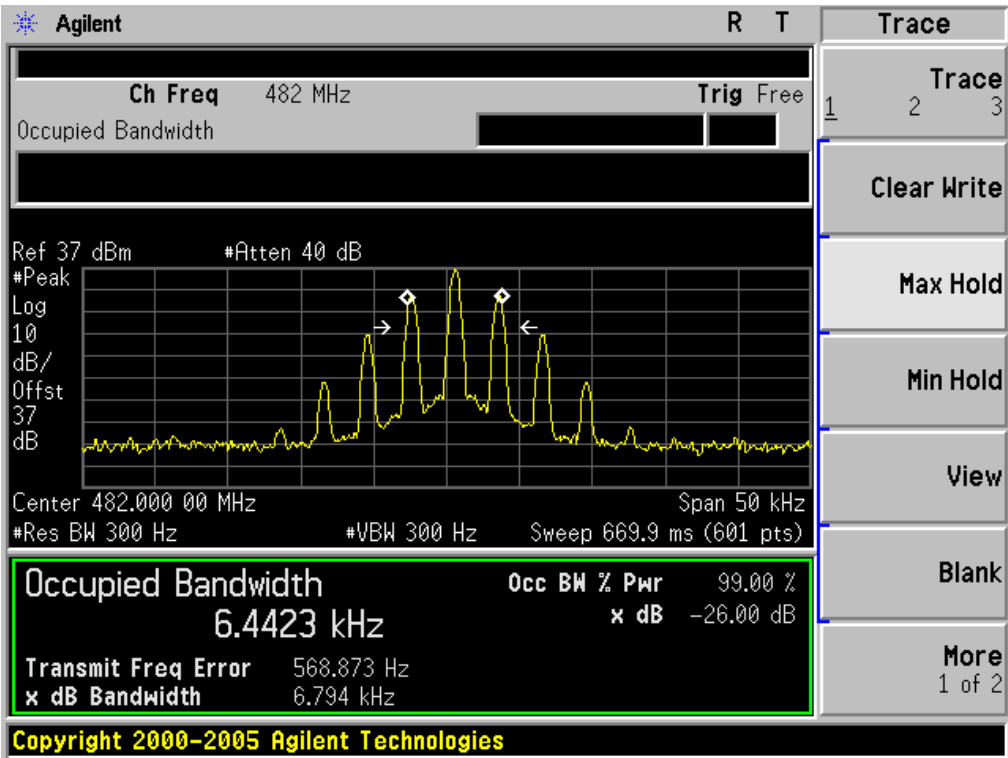 Agilent R T Trace
Ch Freq 482 MHz Trig Free
Occupied Bandwidth
Trace
1 2 3
Clear Write
Max Hold
Min Hold
View
Blank
More
1 of 2
Ref 37 dBm #Atten 40 dB
#Peak
Log
10
dB/
Offst
37
dB
Center 482.000 00 MHz Span 50 kHz
#Res BW 300 Hz #VBW 300 Hz Sweep 669.9 ms (601 pts)
Occupied Bandwidth Occ BW % Pwr 99.00 %
6.4423 kHz x dB -26.00 dB
Transmit Freq Error 568.873 Hz
x dB Bandwidth 6.794 kHz
Copyright 2000-2005 Agilent Technologies